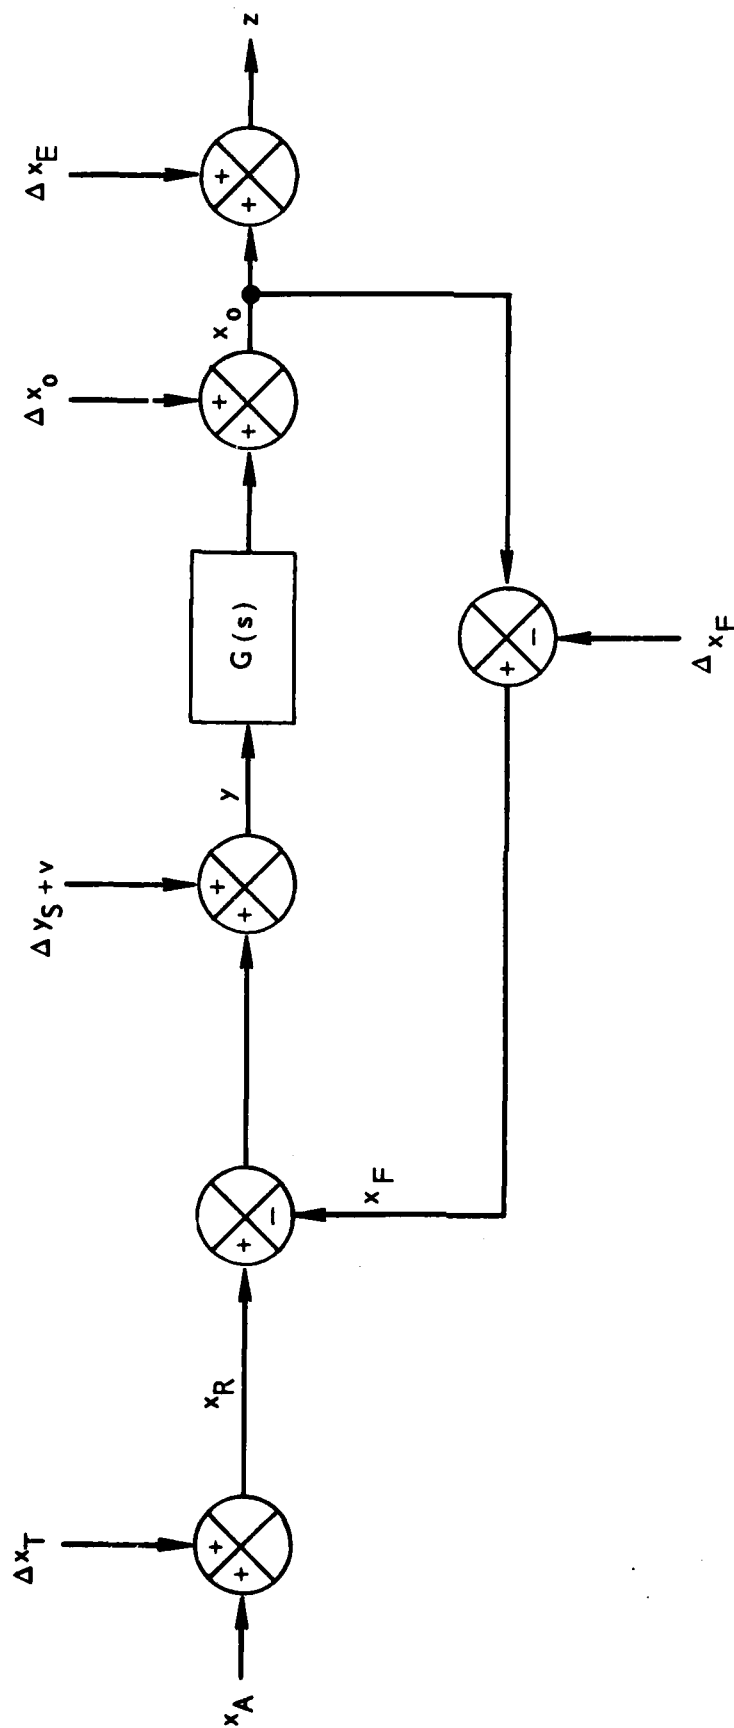 Δx_T
Δy_S + v
Δx_o
Δx_E
x_A
+
+
x_R
+
−
+
+
y
G(s)
+
+
x_o
+
+
z
x_F
+
−
Δx_F